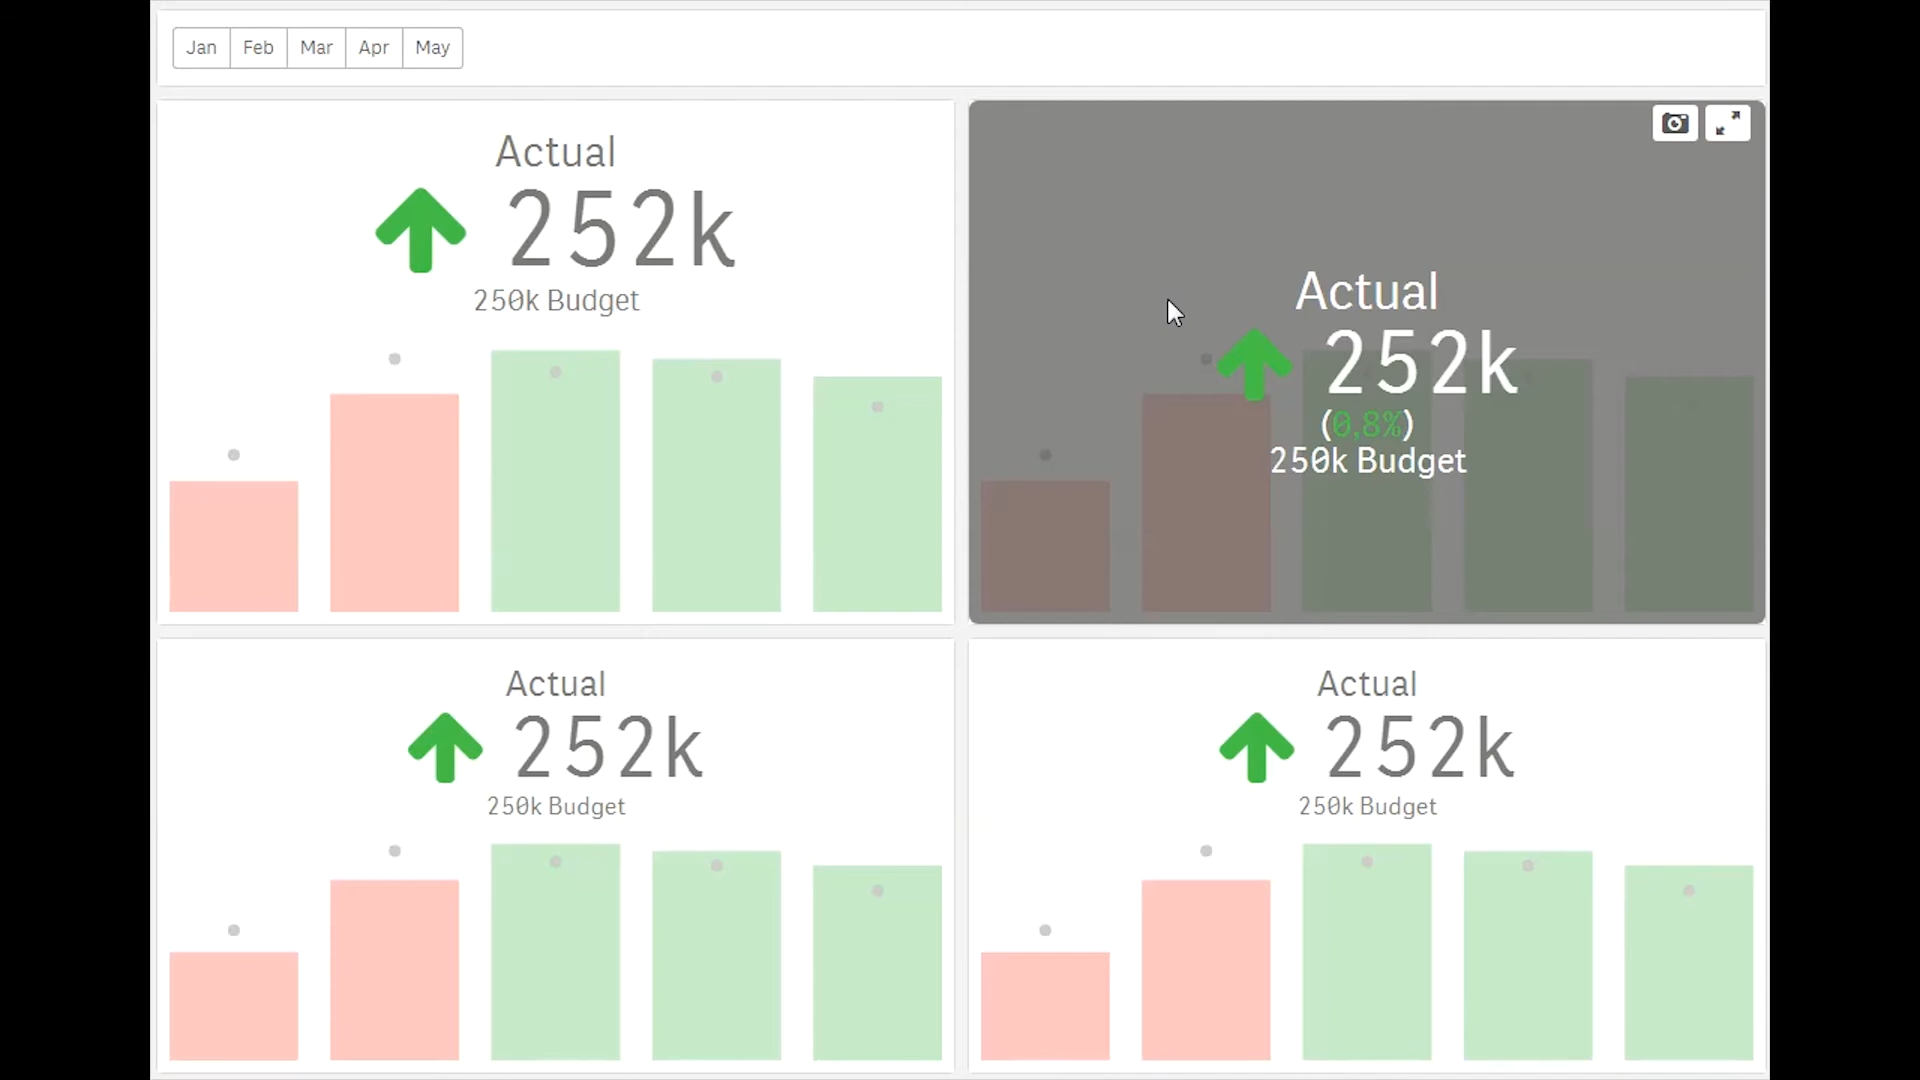 Jan Feb Mar Apr May
Actual
252k
250k Budget
Actual
252k
(0,8%)
250k Budget
Actual
252k
250k Budget
Actual
252k
250k Budget